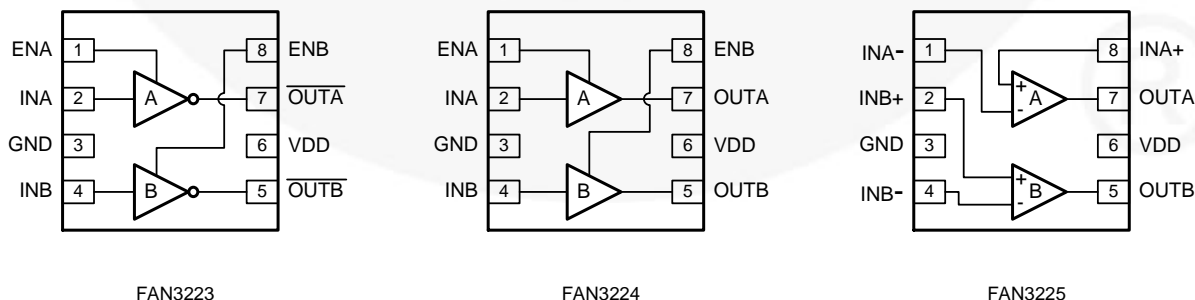 ENA 1 8 ENB
INA 2 A 7 OUTA
GND 3 6 VDD
INB 4 B 5 OUTB
FAN3223
ENA 1 8 ENB
INA 2 A 7 OUTA
GND 3 6 VDD
INB 4 B 5 OUTB
FAN3224
INA- 1 8 INA+
INB+ 2 + - A 7 OUTA
GND 3 6 VDD
INB- 4 + - B 5 OUTB
FAN3225
®